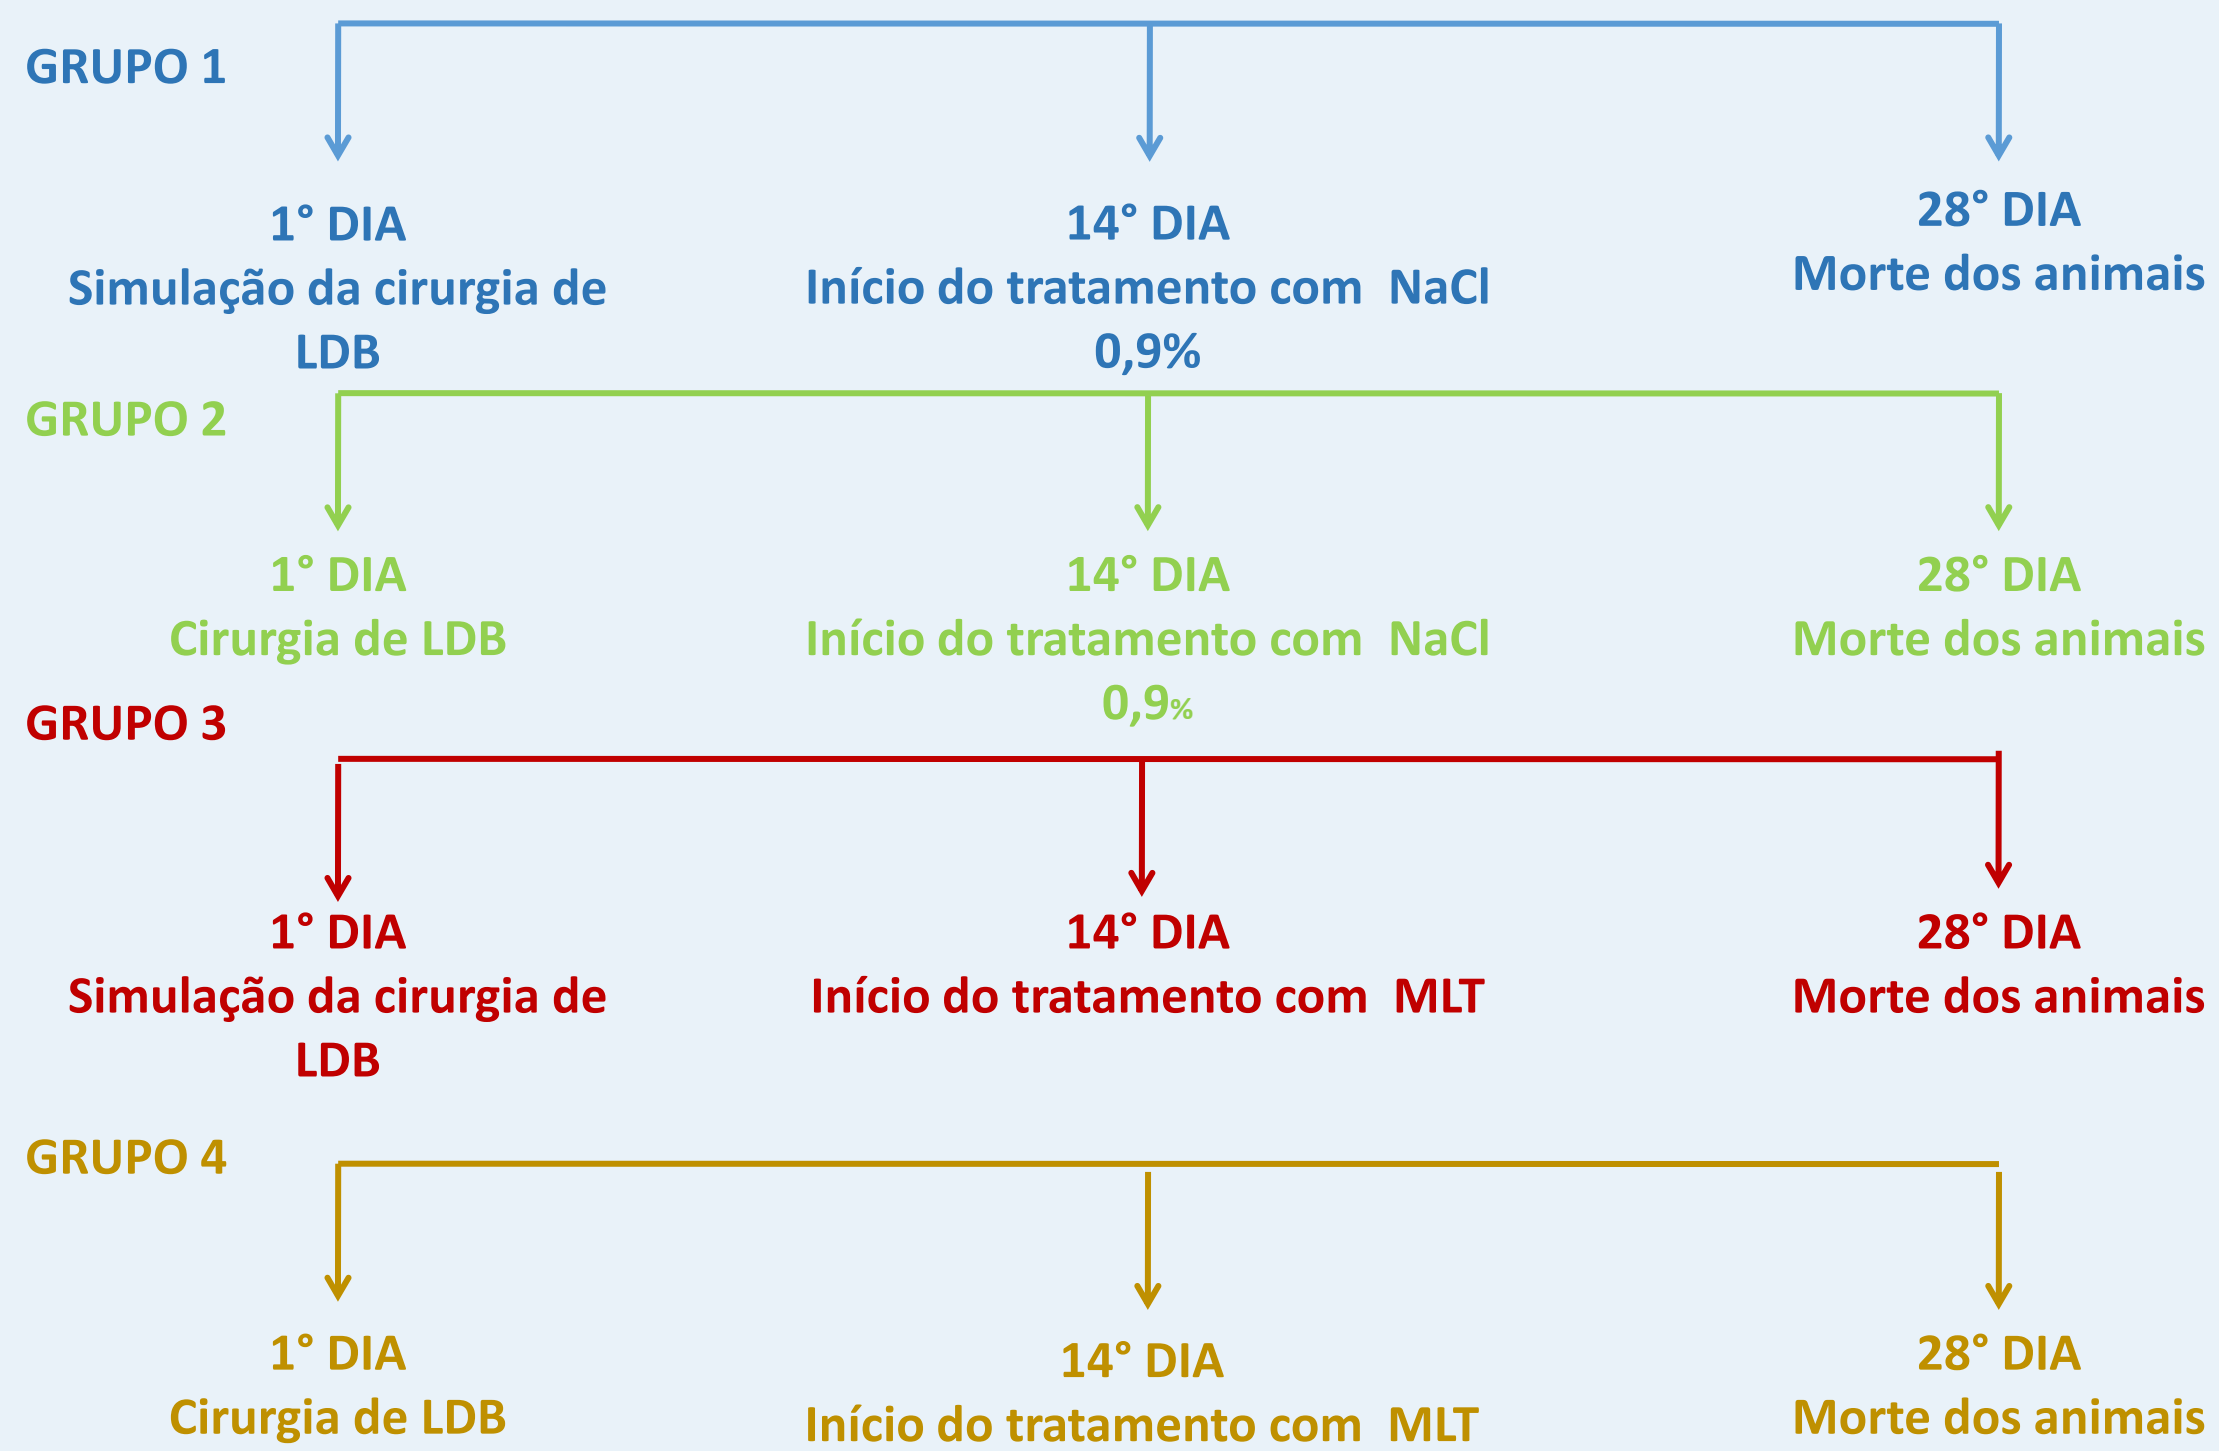 GRUPO 1
1° DIA
Simulação da cirurgia de
LDB
14° DIA
Início do tratamento com NaCl
0,9%
28° DIA
Morte dos animais
GRUPO 2
1° DIA
Cirurgia de LDB
14° DIA
Início do tratamento com NaCl
0,9%
28° DIA
Morte dos animais
GRUPO 3
1° DIA
Simulação da cirurgia de
LDB
14° DIA
Início do tratamento com MLT
28° DIA
Morte dos animais
GRUPO 4
1° DIA
Cirurgia de LDB
14° DIA
Início do tratamento com MLT
28° DIA
Morte dos animais